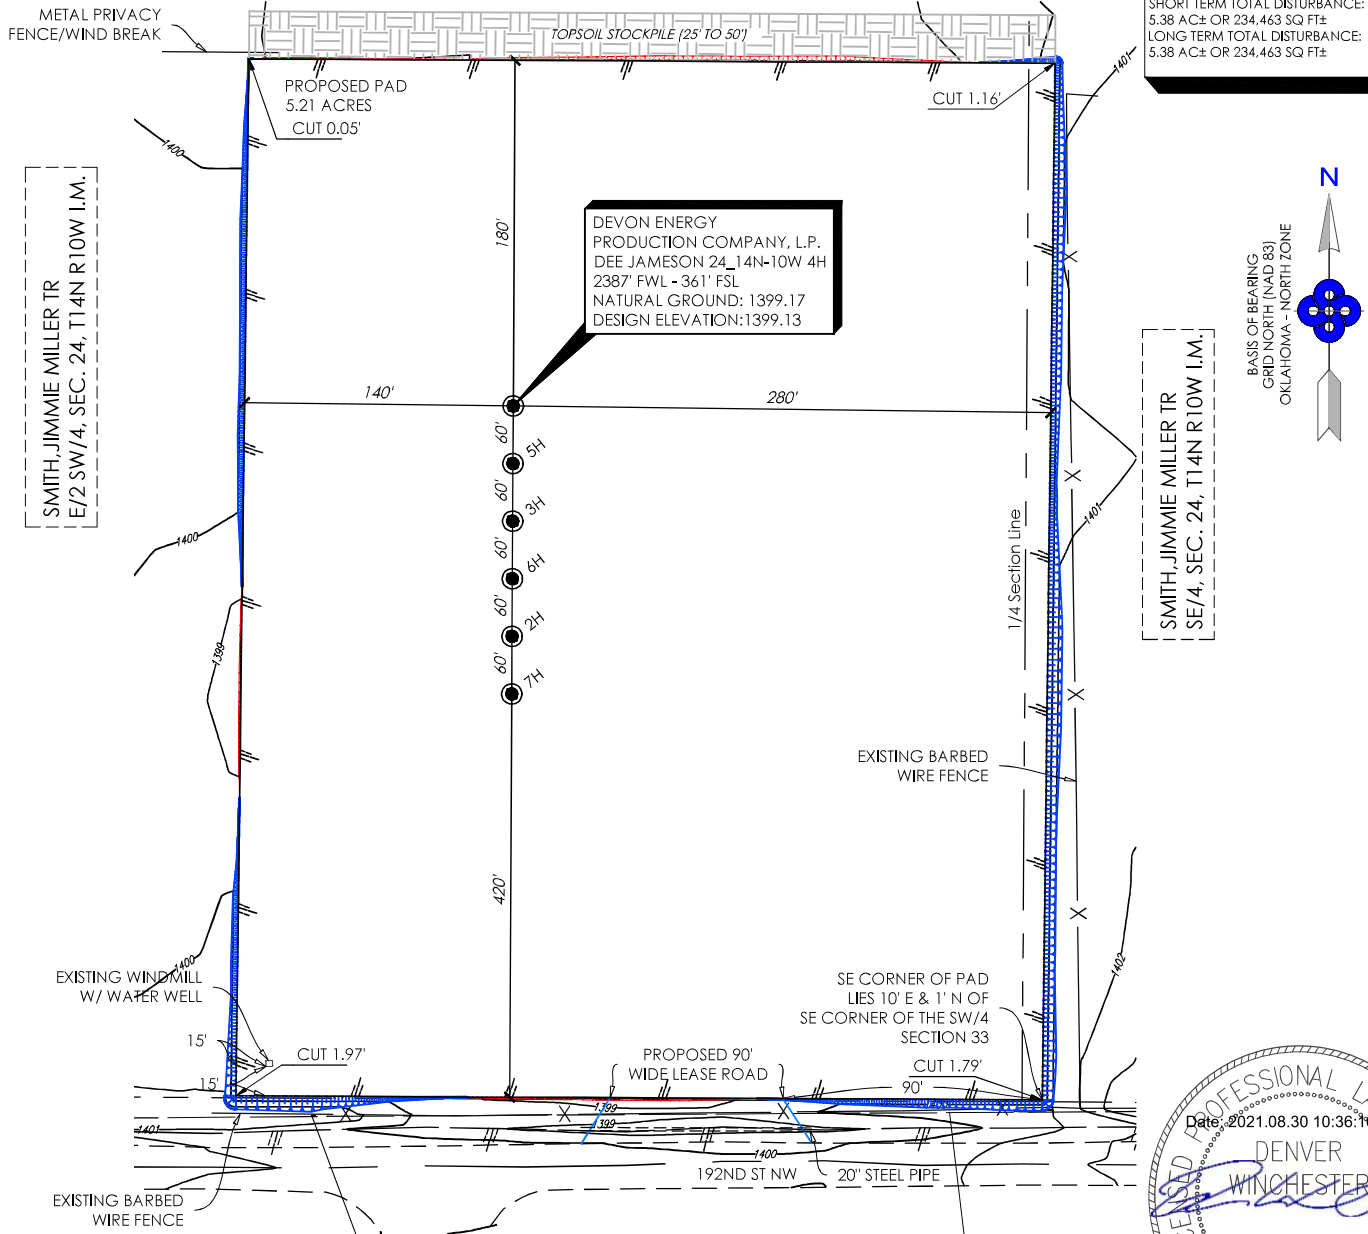 METAL PRIVACY
FENCE/WIND BREAK
TOPSOIL STOCKPILE (25' TO 50')
SHORT TERM TOTAL DISTURBANCE:
5.38 AC± OR 234,463 SQ FT±
LONG TERM TOTAL DISTURBANCE:
5.38 AC± OR 234,463 SQ FT±
PROPOSED PAD
5.21 ACRES
CUT 0.05'
CUT 1.16'
1401
1400
SMITH,JIMMIE MILLER TR
E/2 SW/4, SEC. 24, T14N R10W I.M.
180'
DEVON ENERGY
PRODUCTION COMPANY, L.P.
DEE JAMESON 24_14N-10W 4H
2387' FWL - 361' FSL
NATURAL GROUND: 1399.17
DESIGN ELEVATION:1399.13
N
BASIS OF BEARING
GRID NORTH (NAD 83)
OKLAHOMA - NORTH ZONE
X
140'
280'
60'
5H
60'
3H
60'
6H
60'
2H
60'
7H
X
1400
1401
1/4 Section Line
SMITH,JIMMIE MILLER TR
SE/4, SEC. 24, T14N R10W I.M.
1399
X
EXISTING BARBED
WIRE FENCE
420'
X
1400
1402
EXISTING WINDMILL
W/ WATER WELL
SE CORNER OF PAD
LIES 10' E & 1' N OF
SE CORNER OF THE SW/4
SECTION 33
15'
CUT 1.97'
PROPOSED 90'
WIDE LEASE ROAD
CUT 1.79'
15'
90'
X
X
1399
X
1400
X
1399
1401
1400
192ND ST NW
20" STEEL PIPE
EXISTING BARBED
WIRE FENCE
PROFESSIONAL
Date: 2021.08.30 10:36:1
DENVER
WINCHESTER